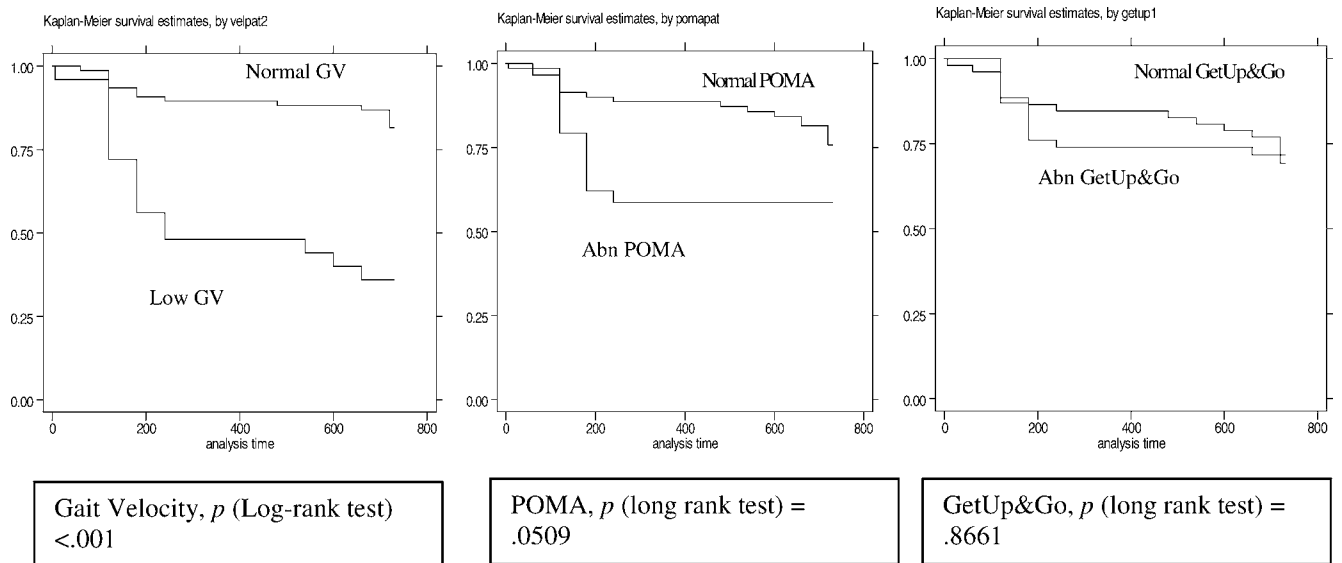 Kaplan-Meier survival estimates, by velpat2
1.00
0.75
0.50
0.25
0.00
Normal GV
Low GV
0 200 400 600 800
analysis time
Gait Velocity, p (Log-rank test)
<.001
Kaplan-Meier survival estimates, by pomapat
1.00
0.75
0.50
0.25
0.00
Normal POMA
Abn POMA
0 200 400 600 800
analysis time
POMA, p (long rank test) =
.0509
Kaplan-Meier survival estimates, by getup1
1.00
0.75
0.50
0.25
0.00
Normal GetUp&Go
Abn GetUp&Go
0 200 400 600 800
analysis time
GetUp&Go, p (long rank test) =
.8661